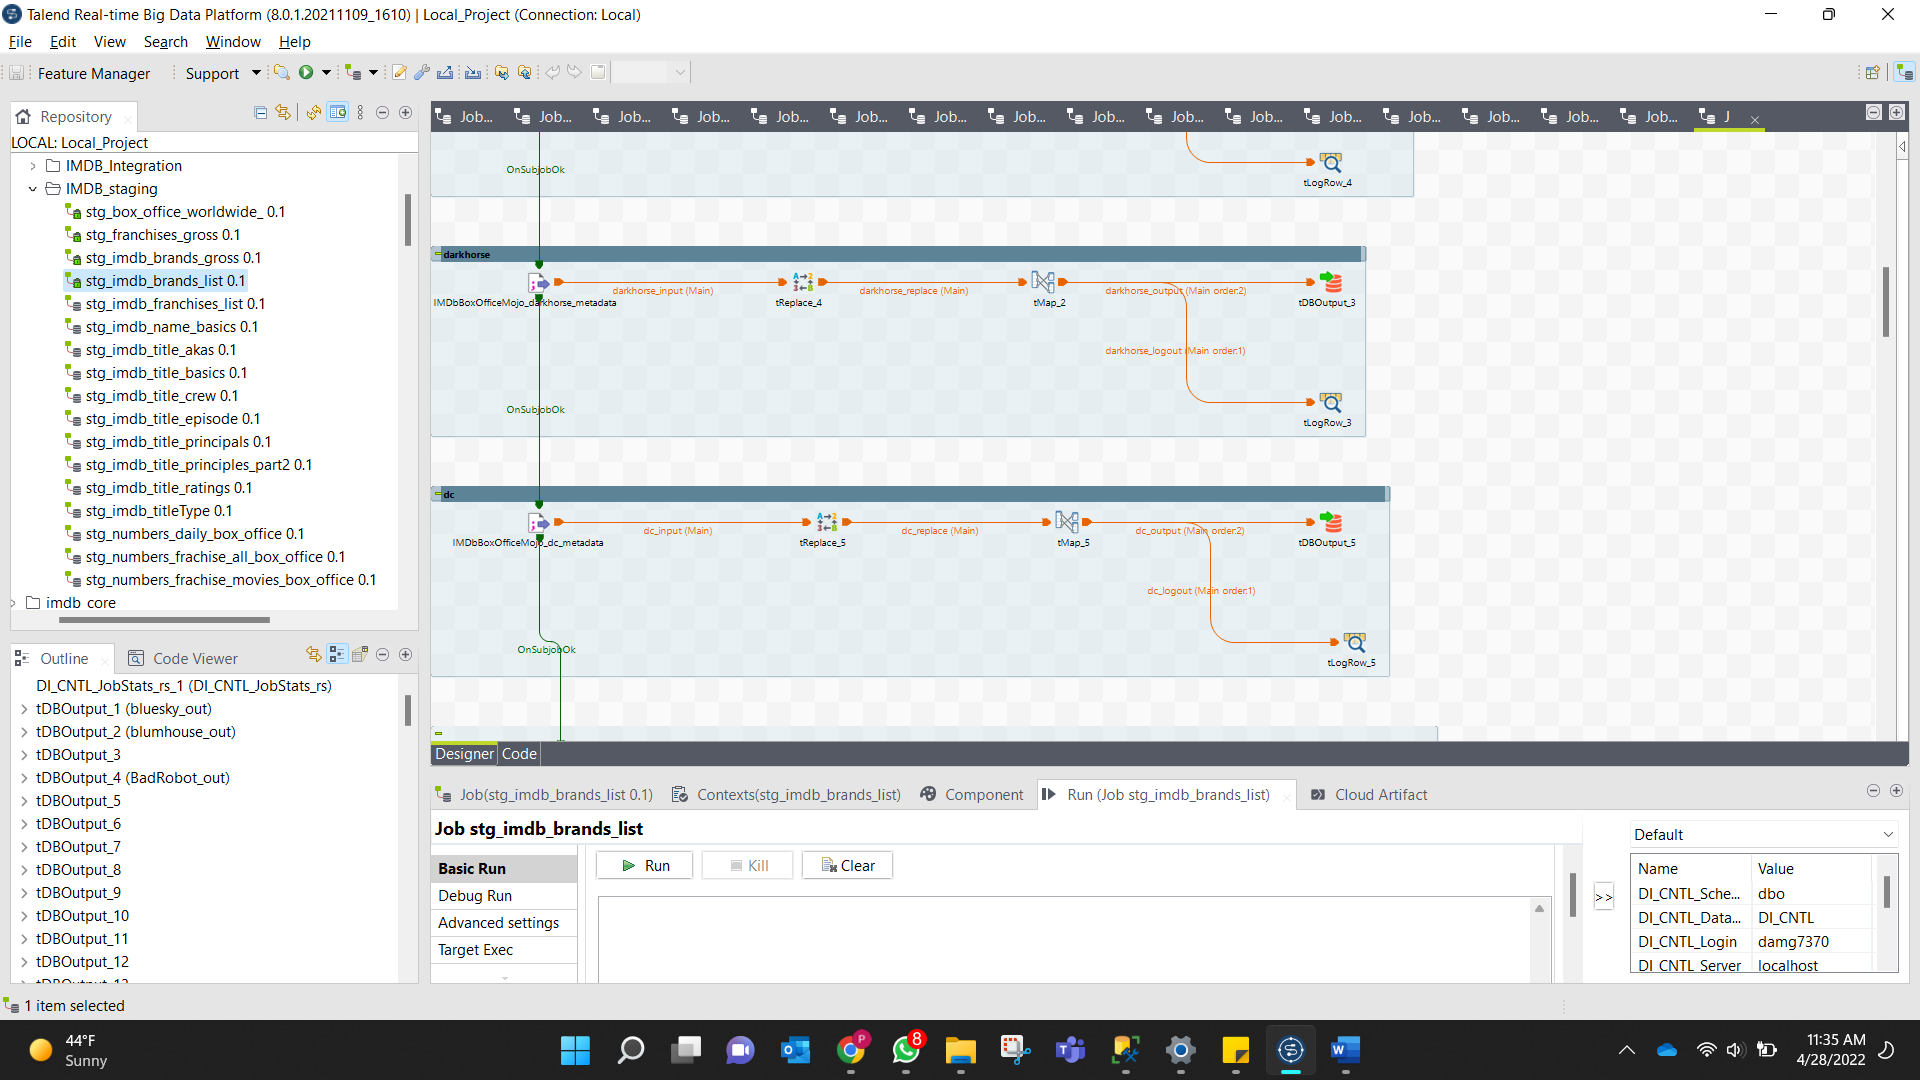 Talend Real-time Big Data Platform (8.0.1.20211109_1610) | Local_Project (Connection: Local)
File Edit View Search Window Help
Feature Manager Support
Repository
LOCAL: Local_Project
IMDB_Integration
IMDB_staging
stg_box_office_worldwide_ 0.1
stg_franchises_gross 0.1
stg_imdb_brands_gross 0.1
stg_imdb_brands_list 0.1
stg_imdb_franchises_list 0.1
stg_imdb_name_basics 0.1
stg_imdb_title_akas 0.1
stg_imdb_title_basics 0.1
stg_imdb_title_crew 0.1
stg_imdb_title_episode 0.1
stg_imdb_title_principals 0.1
stg_imdb_title_principles_part2 0.1
stg_imdb_title_ratings 0.1
stg_imdb_titleType 0.1
stg_numbers_daily_box_office 0.1
stg_numbers_frachise_all_box_office 0.1
stg_numbers_frachise_movies_box_office 0.1
imdb core
Outline Code Viewer
DI_CNTL_JobStats_rs_1 (DI_CNTL_JobStats_rs)
tDBOutput_1 (bluesky_out)
tDBOutput_2 (blumhouse_out)
tDBOutput_3
tDBOutput_4 (BadRobot_out)
tDBOutput_5
tDBOutput_6
tDBOutput_7
tDBOutput_8
tDBOutput_9
tDBOutput_10
tDBOutput_11
tDBOutput_12
1 item selected
Job... Job... Job... Job... Job... Job... Job... Job... Job... Job... Job... Job... Job... Job... Job... Job... J
OnSubjobOk
tLogRow_4
darkhorse
darkhorse_input (Main) darkhorse_replace (Main) darkhorse_output (Main order:2)
IMDbBoxOfficeMojo_darkhorse_metadata tReplace_4 tMap_2 tDBOutput_3
darkhorse_logout (Main order:1)
OnSubjobOk
tLogRow_3
dc
dc_input (Main) dc_replace (Main) dc_output (Main order:2)
IMDbBoxOfficeMojo_dc_metadata tReplace_5 tMap_5 tDBOutput_5
dc_logout (Main order:1)
OnSubjobOk
tLogRow_5
Designer Code
Job(stg_imdb_brands_list 0.1) Contexts(stg_imdb_brands_list) Component Run (Job stg_imdb_brands_list) Cloud Artifact
Job stg_imdb_brands_list
Basic Run
Debug Run
Advanced settings
Target Exec
Run Kill Clear
>>
Default
Name Value
DI_CNTL_Sche... dbo
DI_CNTL_Data... DI_CNTL
DI_CNTL_Login damg7370
DI_CNTL_Server localhost
44°F
Sunny
P
8
11:35 AM
4/28/2022